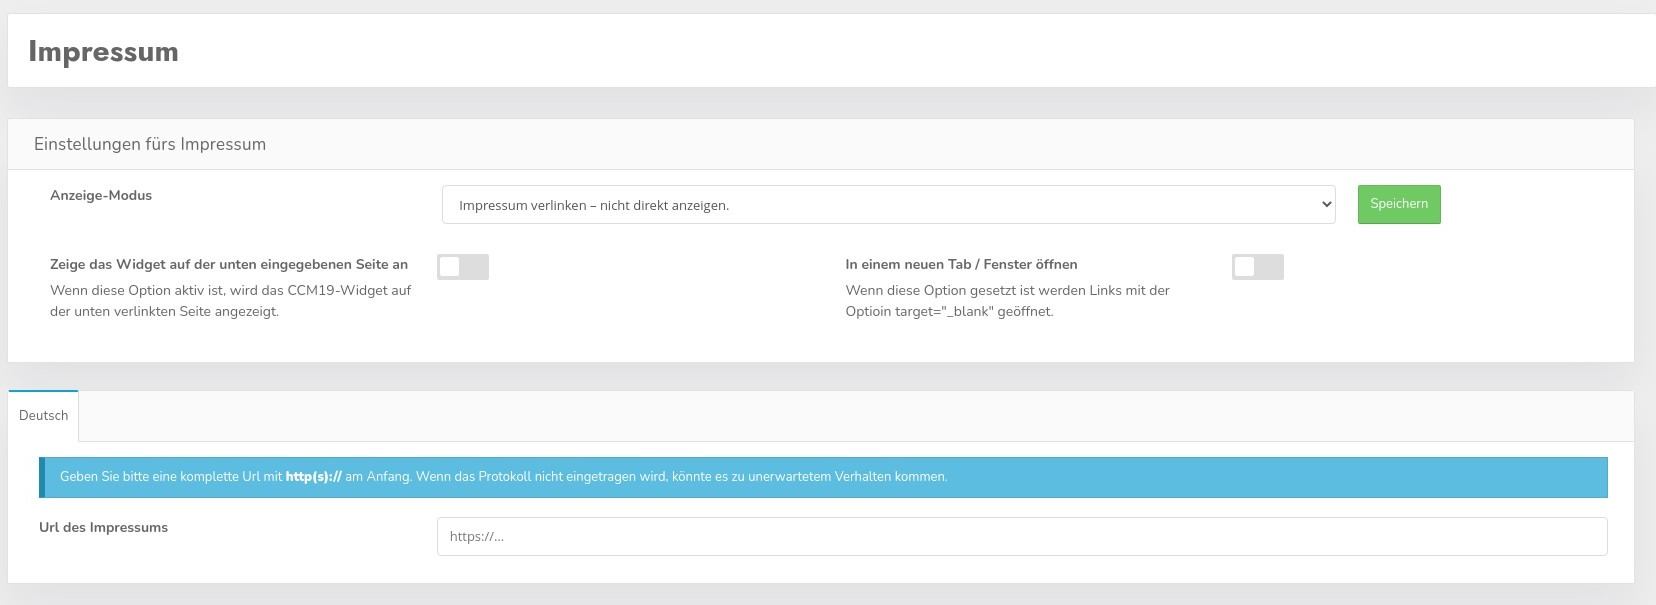 Impressum
Einstellungen fürs Impressum
Anzeige-Modus
Impressum verlinken – nicht direkt anzeigen.
Speichern
Zeige das Widget auf der unten eingegebenen Seite an
Wenn diese Option aktiv ist, wird das CCM19-Widget auf
der unten verlinkten Seite angezeigt.
In einem neuen Tab / Fenster öffnen
Wenn diese Option gesetzt ist werden Links mit der
Optioin target="_blank" geöffnet.
Deutsch
Geben Sie bitte eine komplette Url mit http(s):// am Anfang. Wenn das Protokoll nicht eingetragen wird, könnte es zu unerwartetem Verhalten kommen.
Url des Impressums
https://...